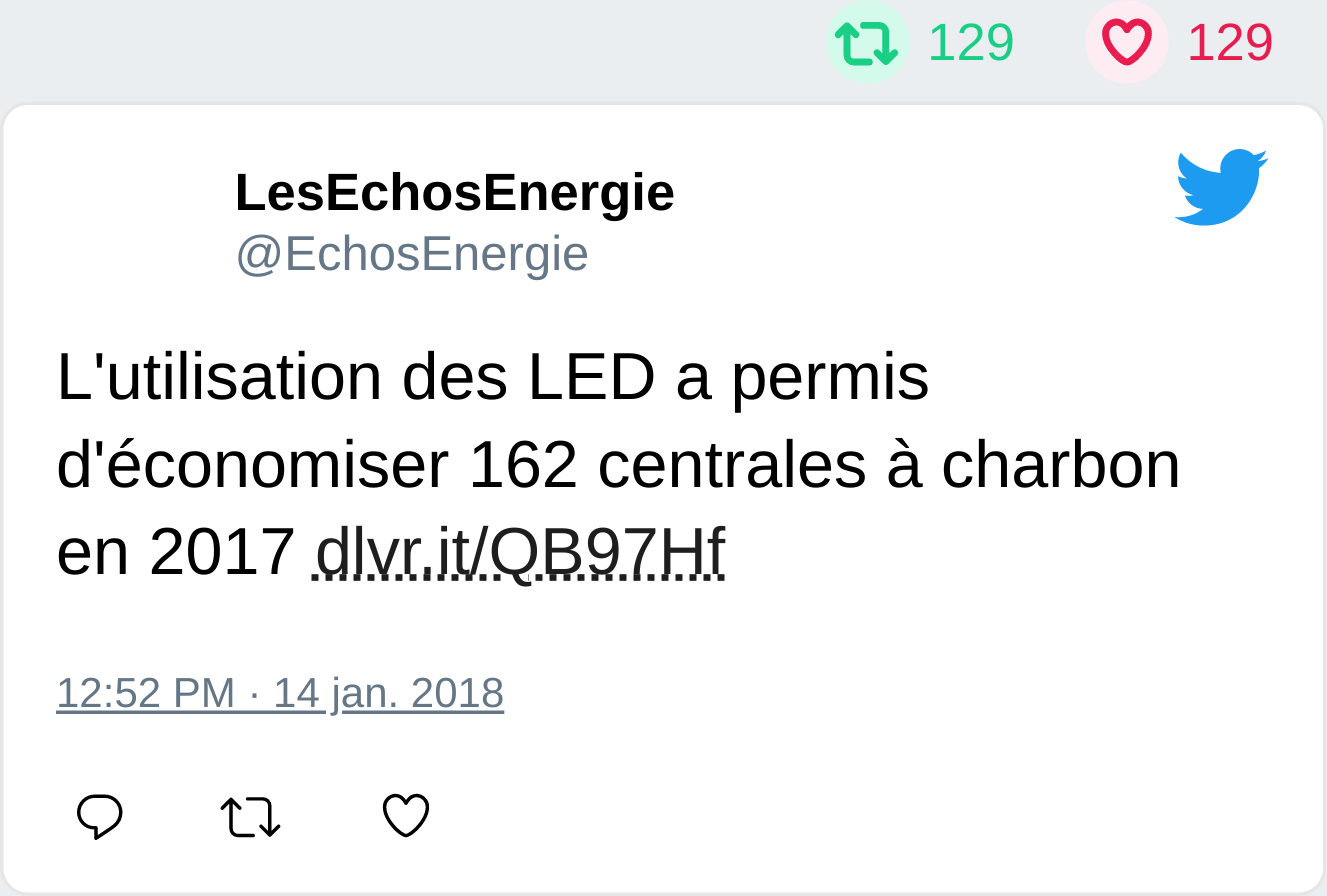 129 129
LesEchosEnergie
@EchosEnergie
L'utilisation des LED a permis
d'économiser 162 centrales à charbon
en 2017 dlvr.it/QB97Hf
12:52 PM · 14 jan. 2018